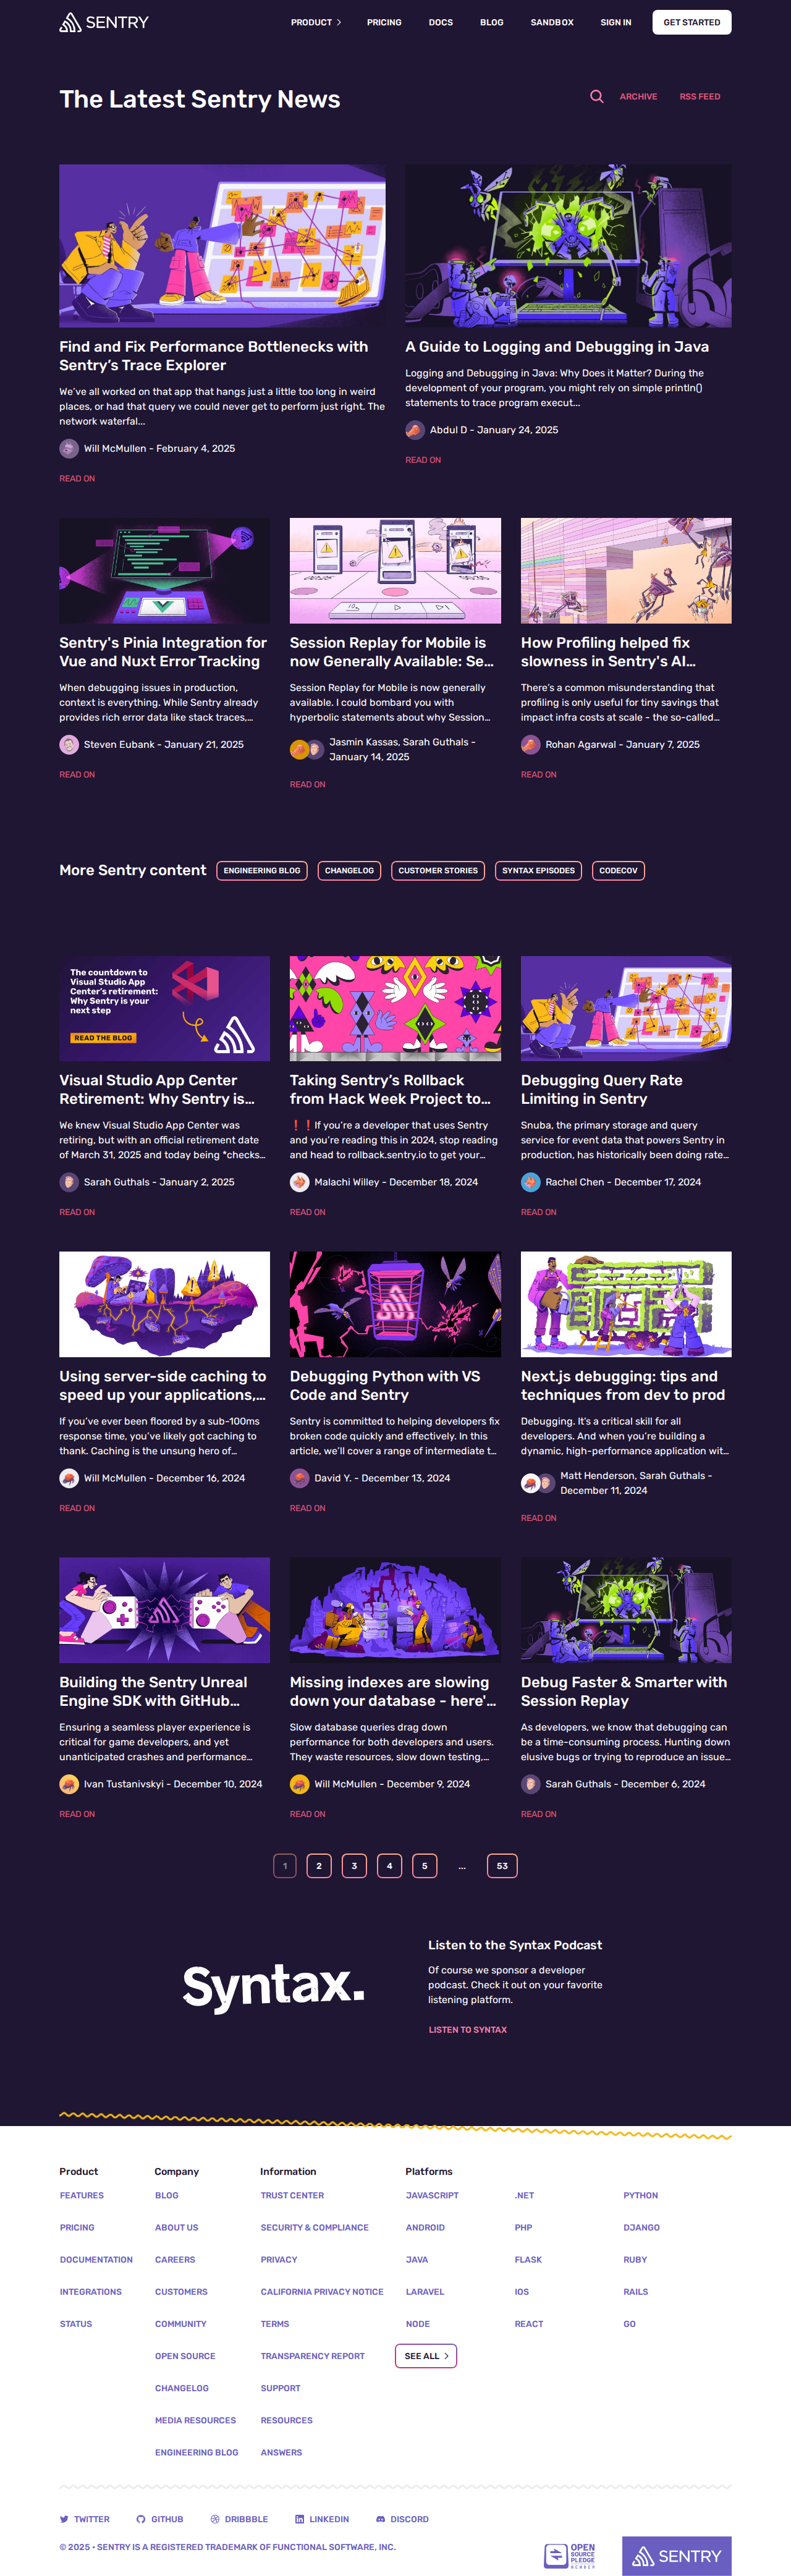 SENTRY
PRODUCT
PRICING
DOCS
BLOG
SANDBOX
SIGN IN
GET STARTED
The Latest Sentry News
ARCHIVE
RSS FEED
Find and Fix Performance Bottlenecks with
Sentry’s Trace Explorer
We’ve all worked on that app that hangs just a little too long in weird
places, or had that query we could never get to perform just right. The
network waterfal...
Will McMullen - February 4, 2025
READ ON
A Guide to Logging and Debugging in Java
Logging and Debugging in Java: Why Does it Matter? During the
development of your program, you might rely on simple println()
statements to trace program execut...
Abdul D - January 24, 2025
READ ON
Sentry's Pinia Integration for
Vue and Nuxt Error Tracking
When debugging issues in production,
context is everything. While Sentry already
provides rich error data like stack traces,...
Steven Eubank - January 21, 2025
READ ON
Session Replay for Mobile is
now Generally Available: Se...
Session Replay for Mobile is now generally
available. I could bombard you with
hyperbolic statements about why Session...
Jasmin Kassas, Sarah Guthals -
January 14, 2025
READ ON
How Profiling helped fix
slowness in Sentry's AI...
There’s a common misunderstanding that
profiling is only useful for tiny savings that
impact infra costs at scale - the so-called...
Rohan Agarwal - January 7, 2025
READ ON
More Sentry content
ENGINEERING BLOG
CHANGELOG
CUSTOMER STORIES
SYNTAX EPISODES
CODECOV
The countdown to
Visual Studio App
Center’s retirement:
Why Sentry is your
next step
READ THE BLOG
Visual Studio App Center
Retirement: Why Sentry is...
We knew Visual Studio App Center was
retiring, but with an official retirement date
of March 31, 2025 and today being *checks...
Sarah Guthals - January 2, 2025
READ ON
Taking Sentry’s Rollback
from Hack Week Project to...
❗❗If you’re a developer that uses Sentry
and you’re reading this in 2024, stop reading
and head to rollback.sentry.io to get your...
Malachi Willey - December 18, 2024
READ ON
Debugging Query Rate
Limiting in Sentry
Snuba, the primary storage and query
service for event data that powers Sentry in
production, has historically been doing rate...
Rachel Chen - December 17, 2024
READ ON
Using server-side caching to
speed up your applications,...
If you’ve ever been floored by a sub-100ms
response time, you’ve likely got caching to
thank. Caching is the unsung hero of...
Will McMullen - December 16, 2024
READ ON
Debugging Python with VS
Code and Sentry
Sentry is committed to helping developers fix
broken code quickly and effectively. In this
article, we’ll cover a range of intermediate t...
David Y. - December 13, 2024
READ ON
Next.js debugging: tips and
techniques from dev to prod
Debugging. It’s a critical skill for all
developers. And when you’re building a
dynamic, high-performance application wit...
Matt Henderson, Sarah Guthals -
December 11, 2024
READ ON
Building the Sentry Unreal
Engine SDK with GitHub...
Ensuring a seamless player experience is
critical for game developers, and yet
unanticipated crashes and performance...
Ivan Tustanivskyi - December 10, 2024
READ ON
Missing indexes are slowing
down your database - here'...
Slow database queries drag down
performance for both developers and users.
They waste resources, slow down testing,...
Will McMullen - December 9, 2024
READ ON
Debug Faster & Smarter with
Session Replay
As developers, we know that debugging can
be a time-consuming process. Hunting down
elusive bugs or trying to reproduce an issue...
Sarah Guthals - December 6, 2024
READ ON
1 2 3 4 5 ... 53
Syntax.
Listen to the Syntax Podcast
Of course we sponsor a developer
podcast. Check it out on your favorite
listening platform.
LISTEN TO SYNTAX
Product
FEATURES
PRICING
DOCUMENTATION
INTEGRATIONS
STATUS
Company
BLOG
ABOUT US
CAREERS
CUSTOMERS
COMMUNITY
OPEN SOURCE
CHANGELOG
MEDIA RESOURCES
ENGINEERING BLOG
Information
TRUST CENTER
SECURITY & COMPLIANCE
PRIVACY
CALIFORNIA PRIVACY NOTICE
TERMS
TRANSPARENCY REPORT
SUPPORT
RESOURCES
ANSWERS
Platforms
JAVASCRIPT
ANDROID
JAVA
LARAVEL
NODE
SEE ALL
.NET
PHP
FLASK
IOS
REACT
PYTHON
DJANGO
RUBY
RAILS
GO
TWITTER
GITHUB
DRIBBBLE
LINKEDIN
DISCORD
© 2025 • SENTRY IS A REGISTERED TRADEMARK OF FUNCTIONAL SOFTWARE, INC.
OPEN
SOURCE
PLEDGE
MEMBER
SENTRY